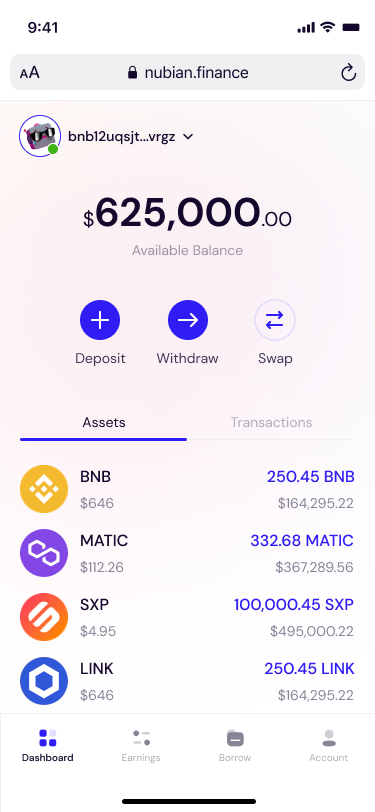 9:41
AA
nubian.finance
bnb12uqsjt...vrgz
$625,000.00
Available Balance
Deposit
Withdraw
Swap
Assets
Transactions
BNB
250.45 BNB
$646
$164,295.22
MATIC
332.68 MATIC
$112.26
$367,289.56
SXP
100,000.45 SXP
$4.95
$495,000.22
LINK
250.45 LINK
$646
$164,295.22
Dashboard
Earnings
Borrow
Account